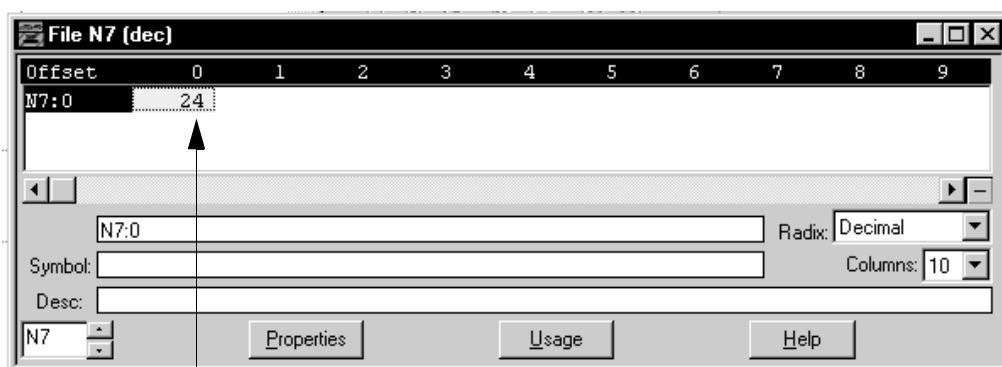 File N7 (dec)
Offset 0 1 2 3 4 5 6 7 8 9
N7:0 24
N7:0 Radix: Decimal
Symbol: Columns: 10
Desc:
N7 Properties Usage Help